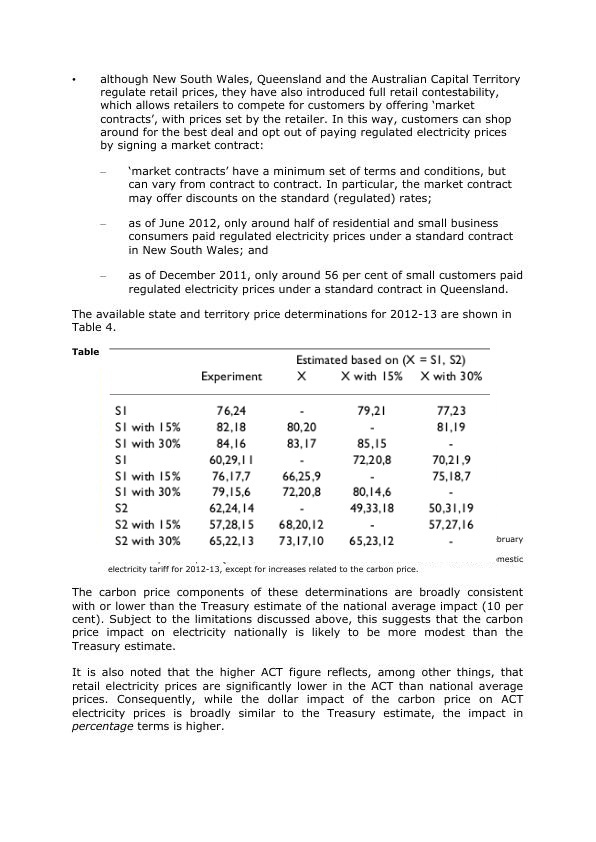 • although New South Wales, Queensland and the Australian Capital Territory
regulate retail prices, they have also introduced full retail contestability,
which allows retailers to compete for customers by offering ‘market
contracts’, with prices set by the retailer. In this way, customers can shop
around for the best deal and opt out of paying regulated electricity prices
by signing a market contract:
– ‘market contracts’ have a minimum set of terms and conditions, but
can vary from contract to contract. In particular, the market contract
may offer discounts on the standard (regulated) rates;
– as of June 2012, only around half of residential and small business
consumers paid regulated electricity prices under a standard contract
in New South Wales; and
– as of December 2011, only around 56 per cent of small customers paid
regulated electricity prices under a standard contract in Queensland.
The available state and territory price determinations for 2012-13 are shown in
Table 4.
Table
Estimated based on (X = S1, S2)
Experiment X X with 15% X with 30%
S1 76,24 - 79,21 77,23
S1 with 15% 82,18 80,20 - 81,19
S1 with 30% 84,16 83,17 85,15 -
S1 60,29,11 - 72,20,8 70,21,9
S1 with 15% 76,17,7 66,25,9 - 75,18,7
S1 with 30% 79,15,6 72,20,8 80,14,6 -
S2 62,24,14 - 49,33,18 50,31,19
S2 with 15% 57,28,15 68,20,12 - 57,27,16
S2 with 30% 65,22,13 73,17,10 65,23,12 -
bruary
mestic
electricity tariff for 2012-13, except for increases related to the carbon price.
The carbon price components of these determinations are broadly consistent
with or lower than the Treasury estimate of the national average impact (10 per
cent). Subject to the limitations discussed above, this suggests that the carbon
price impact on electricity nationally is likely to be more modest than the
Treasury estimate.
It is also noted that the higher ACT figure reflects, among other things, that
retail electricity prices are significantly lower in the ACT than national average
prices. Consequently, while the dollar impact of the carbon price on ACT
electricity prices is broadly similar to the Treasury estimate, the impact in
percentage terms is higher.